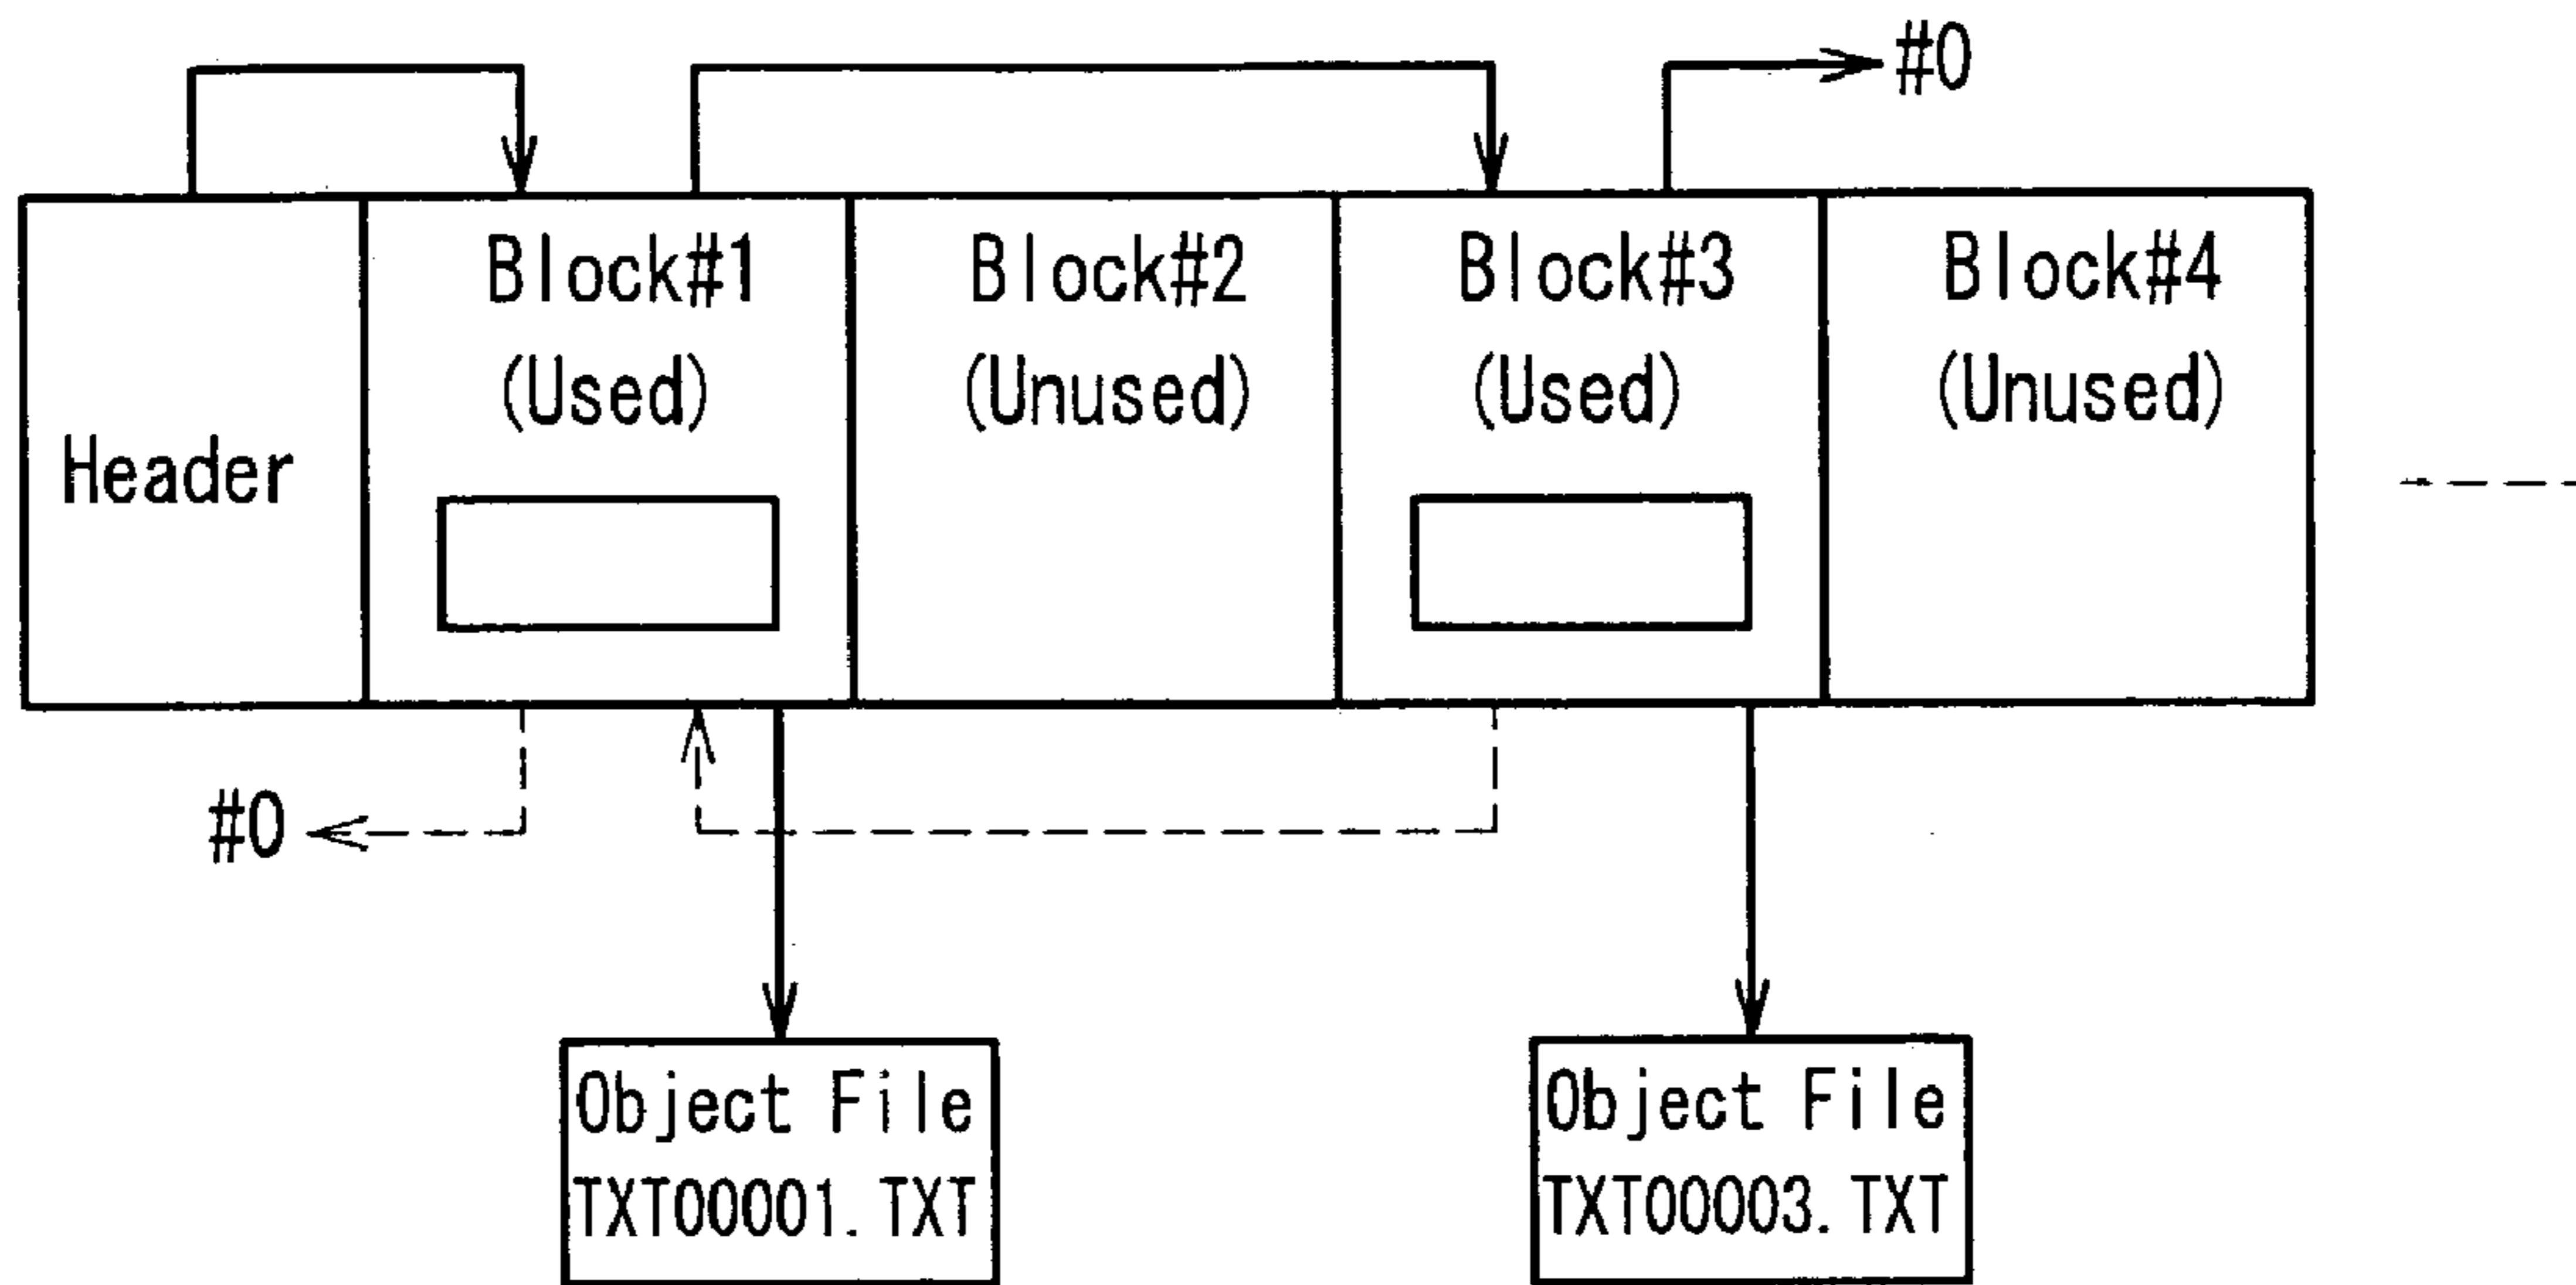 #0
Header
Block#1
(Used)
Block#2
(Unused)
Block#3
(Used)
Block#4
(Unused)
#0
Object File
TXT00001.TXT
Object File
TXT00003.TXT